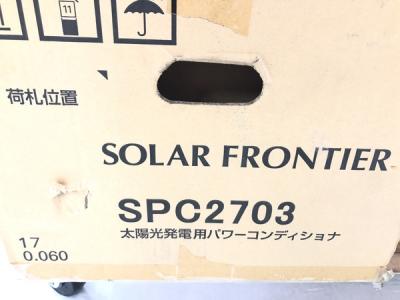 11
荷札位置
SOLAR FRONTIER
SPC2703
太陽光発電用パワーコンディショナ
17
0.060